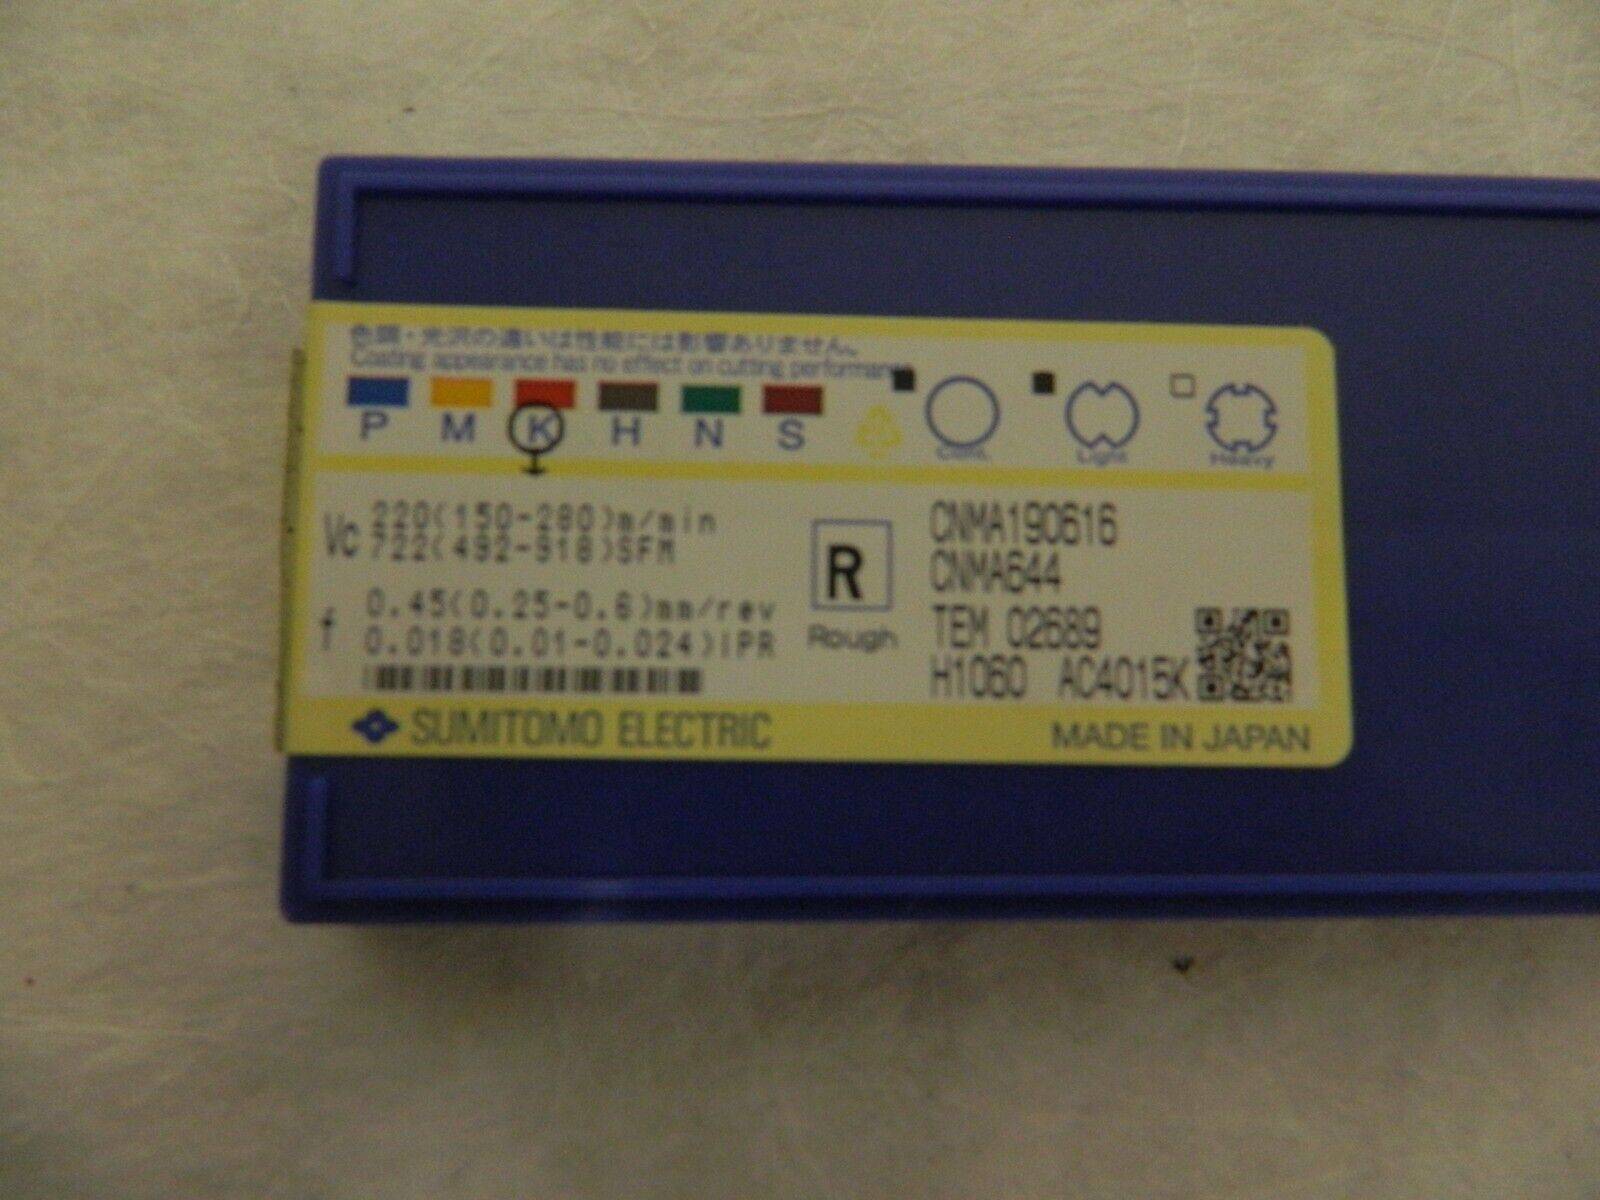 色調・光沢の違いは性能には影響ありません。
Coating appearance has no effect on cutting performance.
P M K H N S
Cont. Light Heavy
Vc 220(150-280)m/min
722(492-918)SFM
f 0.45(0.25-0.6)mm/rev
0.018(0.01-0.024)IPR
R
Rough
CNMA190616
CNMA644
TEM 02689
H1060 AC4015K
SUMITOMO ELECTRIC
MADE IN JAPAN